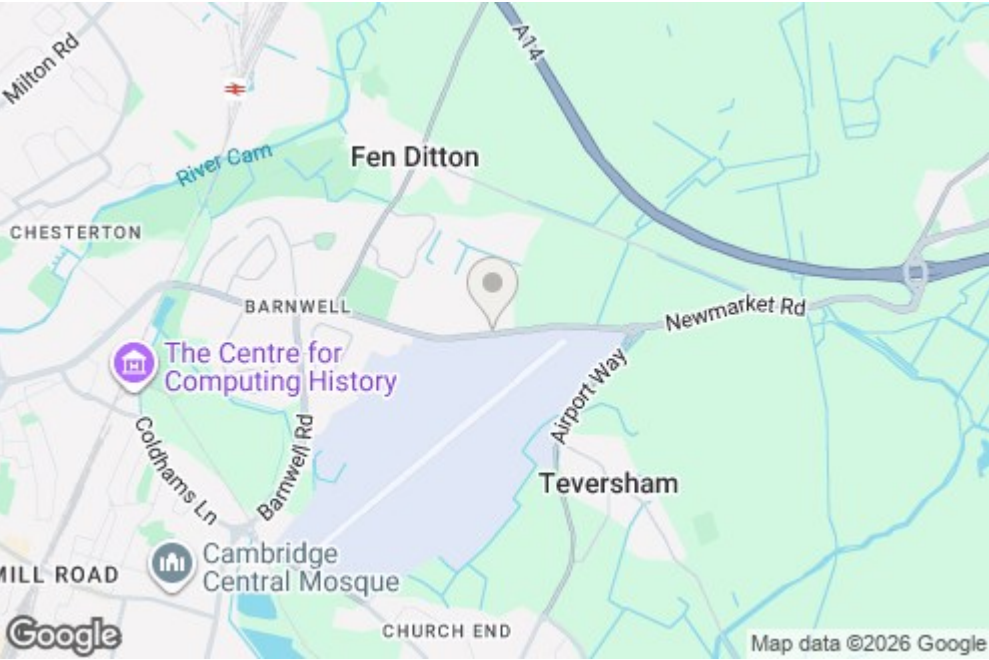 Milton Rd
A14
River Cam
Fen Ditton
CHESTERTON
BARNWELL
Newmarket Rd
The Centre for
Computing History
Airport Way
Coldhams Ln
Barnwell Rd
Teversham
Cambridge
Central Mosque
MILL ROAD
CHURCH END
Google
Map data ©2026 Google